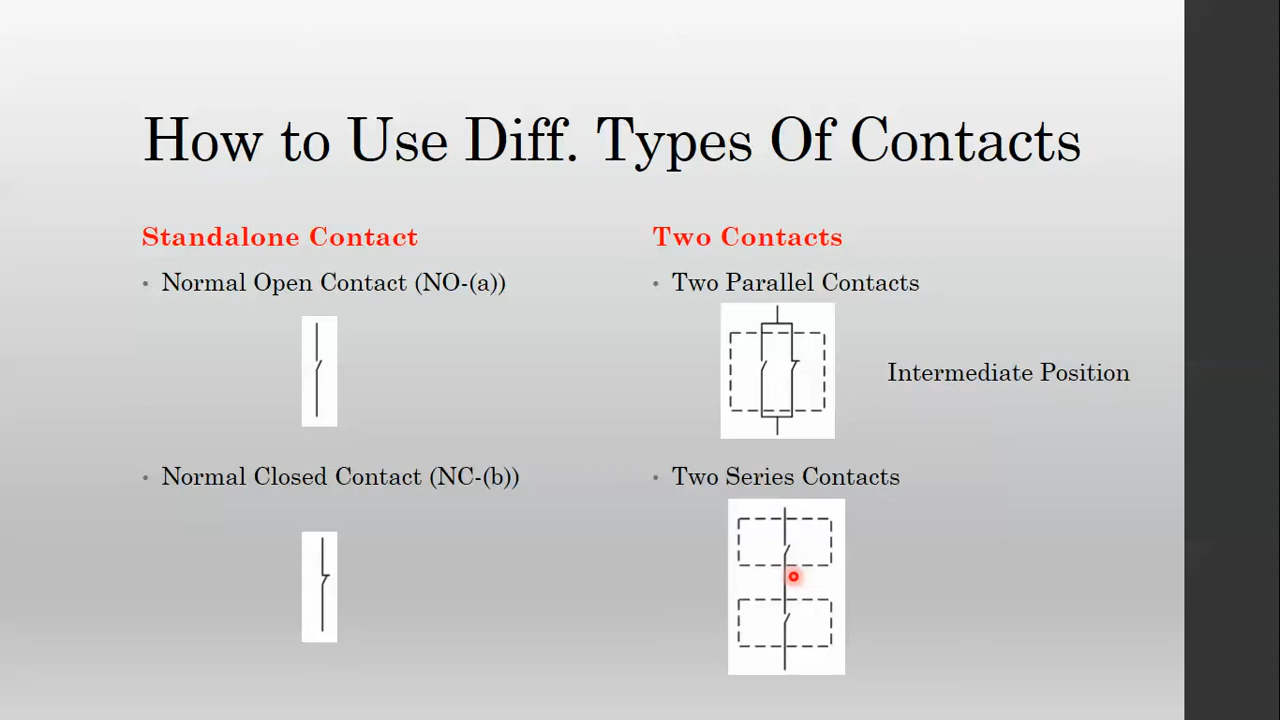 How to Use Diff. Types Of Contacts
Standalone Contact
• Normal Open Contact (NO-(a))
• Normal Closed Contact (NC-(b))
Two Contacts
• Two Parallel Contacts
Intermediate Position
• Two Series Contacts